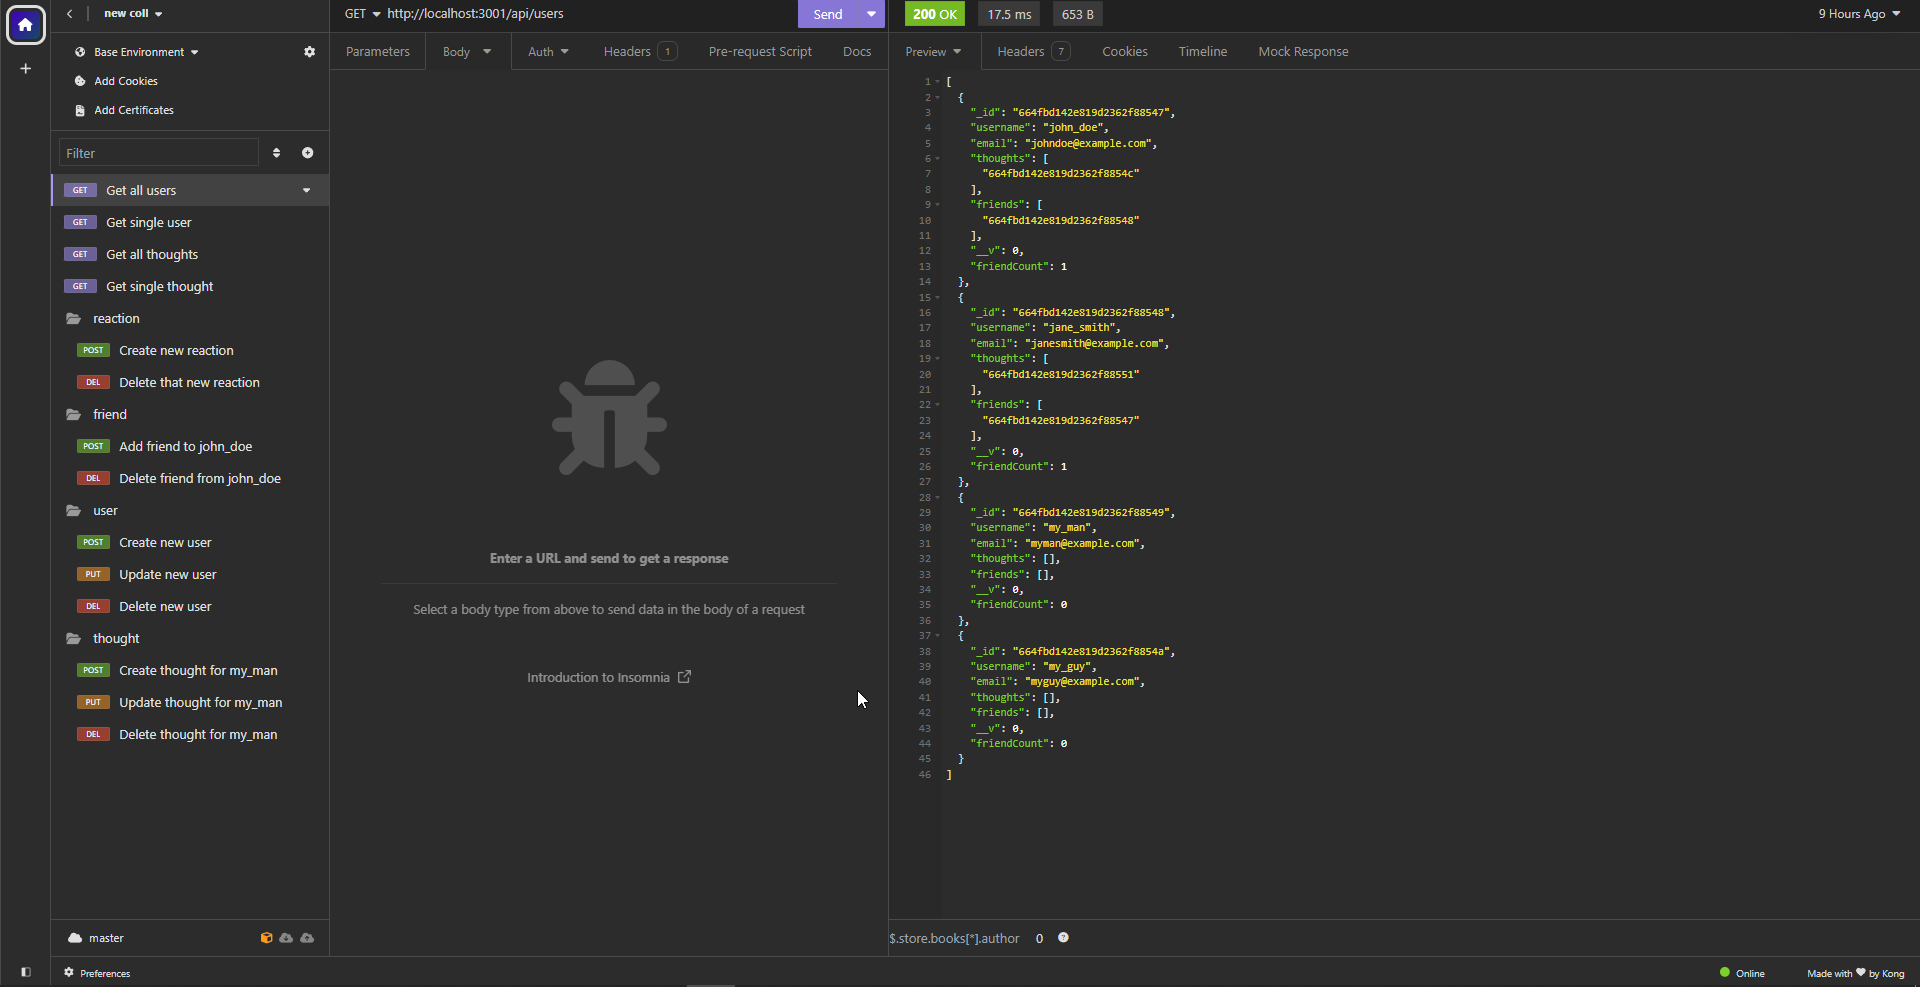 new coll
GET http://localhost:3001/api/users
Send
200 OK
17.5 ms
653 B
9 Hours Ago
Base Environment
Add Cookies
Add Certificates
Parameters
Body
Auth
Headers 1
Pre-request Script
Docs
Preview
Headers 7
Cookies
Timeline
Mock Response
Filter
GET Get all users
GET Get single user
GET Get all thoughts
GET Get single thought
reaction
POST Create new reaction
DEL Delete that new reaction
friend
POST Add friend to john_doe
DEL Delete friend from john_doe
user
POST Create new user
PUT Update new user
DEL Delete new user
thought
POST Create thought for my_man
PUT Update thought for my_man
DEL Delete thought for my_man
master
Preferences
Enter a URL and send to get a response
Select a body type from above to send data in the body of a request
Introduction to Insomnia
1 [
2 {
3 "_id": "664fbd142e819d2362f88547",
4 "username": "john_doe",
5 "email": "johndoe@example.com",
6 "thoughts": [
7 "664fbd142e819d2362f8854c"
8 ],
9 "friends": [
10 "664fbd142e819d2362f88548"
11 ],
12 "__v": 0,
13 "friendCount": 1
14 },
15 {
16 "_id": "664fbd142e819d2362f88548",
17 "username": "jane_smith",
18 "email": "janesmith@example.com",
19 "thoughts": [
20 "664fbd142e819d2362f88551"
21 ],
22 "friends": [
23 "664fbd142e819d2362f88547"
24 ],
25 "__v": 0,
26 "friendCount": 1
27 },
28 {
29 "_id": "664fbd142e819d2362f88549",
30 "username": "my_man",
31 "email": "myman@example.com",
32 "thoughts": [],
33 "friends": [],
34 "__v": 0,
35 "friendCount": 0
36 },
37 {
38 "_id": "664fbd142e819d2362f8854a",
39 "username": "my_guy",
40 "email": "myguy@example.com",
41 "thoughts": [],
42 "friends": [],
43 "__v": 0,
44 "friendCount": 0
45 }
46 ]
$.store.books[*].author 0
Online
Made with ♥ by Kong